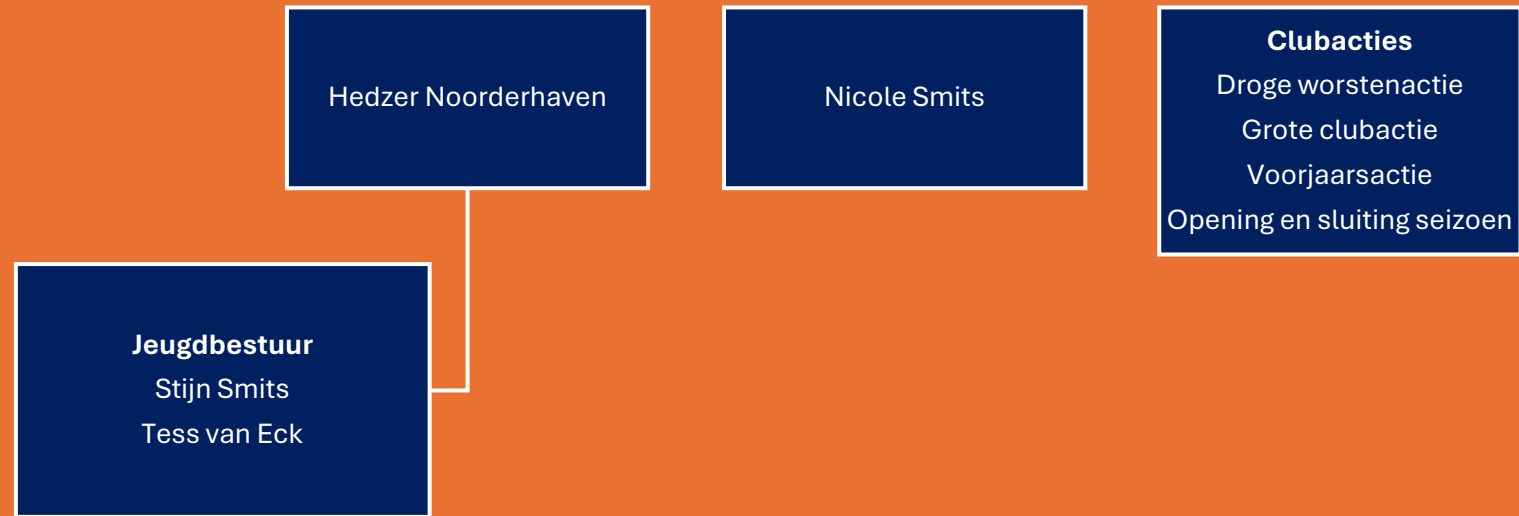 Hedzer Noorderhaven
Nicole Smits
Clubacties
Droge worstenactie
Grote clubactie
Voorjaarsactie
Opening en sluiting seizoen
Jeugdbestuur
Stijn Smits
Tess van Eck